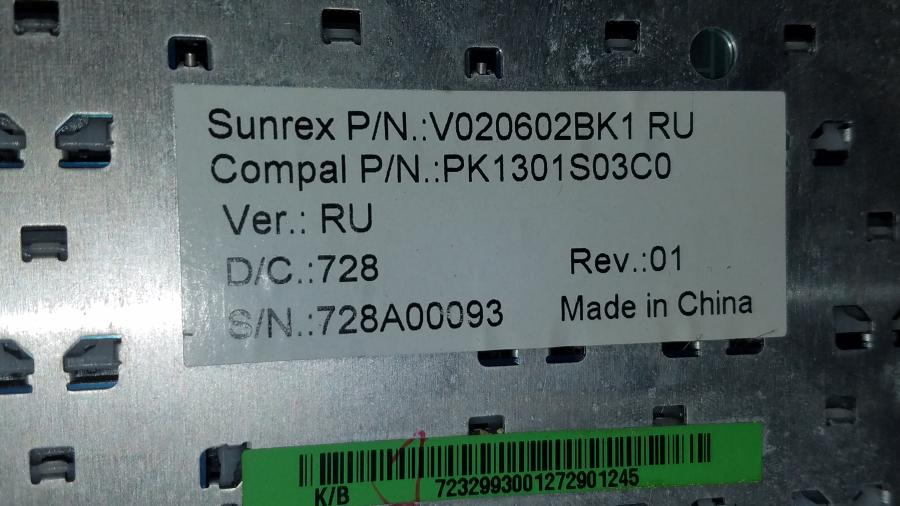 Sunrex P/N.:V020602BK1 RU
Compal P/N.:PK1301S03C0
Ver.: RU
D/C.:728 Rev.:01
S/N.:728A00093 Made in China
K/B 7232993001272901245